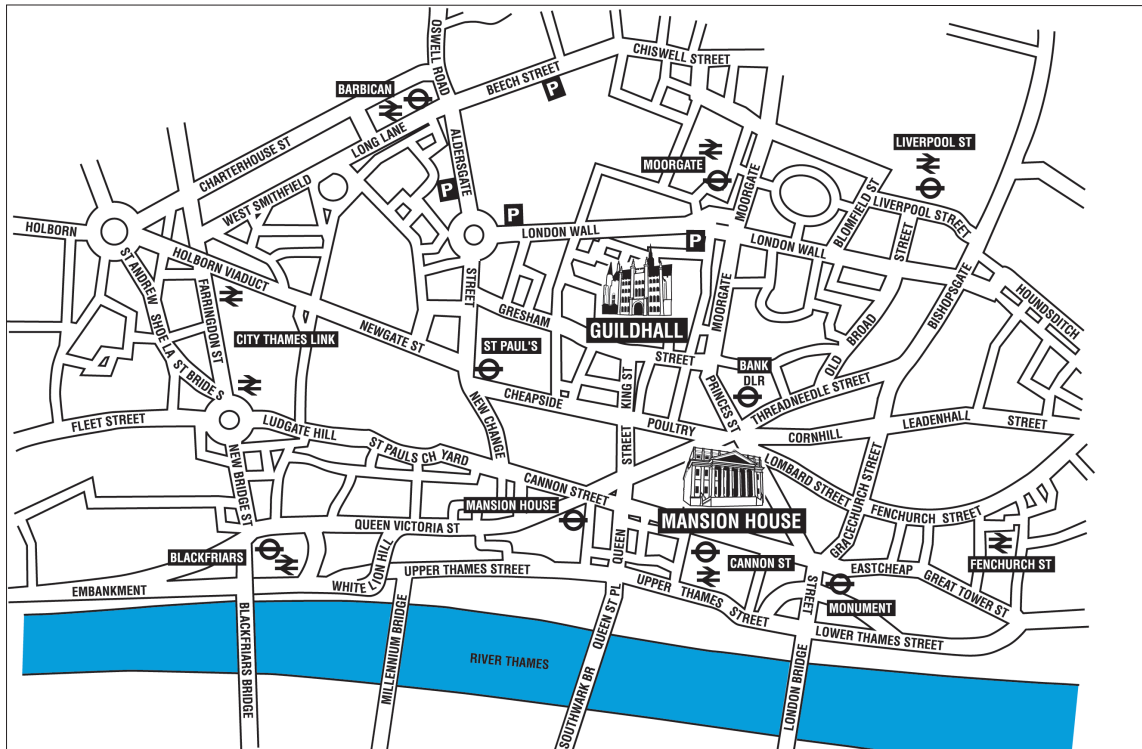 OSWELL ROAD
CHISWELL STREET
BEECH STREET
P
BARBICAN
LONG LANE
CHARTERHOUSE ST
ALDERSGATE
STREET
P
P
P
WEST SMITHFIELD
MOORGATE
MOORGATE
LIVERPOOL ST
LIVERPOOL STREET
BLOMFIELD ST
STREET
HOLBORN
LONDON WALL
LONDON WALL
HOLBORN VIADUCT
ST ANDREW
SHOE LA
ST BRIDE S
FARRINGDON ST
CITY THAMES LINK
NEWGATE ST
GRESHAM
STREET
GUILDHALL
MOORGATE
OLD
BROAD
BISHOPSGATE
HOUNDSDITCH
ST PAUL'S
BANK
DLR
KING ST
PRINCES ST
THREADNEEDLE STREET
CHEAPSIDE
POULTRY
CORNHILL
LEADENHALL
STREET
NEW CHANGE
FLEET STREET
LUDGATE HILL
ST PAULS CH YARD
STREET
LOMBARD STREET
NEW BRIDGE ST
CANNON STREET
MANSION HOUSE
MANSION HOUSE
GRACECHURCH STREET
FENCHURCH STREET
QUEEN VICTORIA ST
QUEEN
BLACKFRIARS
WHITE LION HILL
UPPER THAMES STREET
CANNON ST
EASTCHEAP
FENCHURCH ST
GREAT TOWER ST
EMBANKMENT
UPPER THAMES STREET
STREET
MONUMENT
LOWER THAMES STREET
BLACKFRIARS BRIDGE
MILLENNIUM BRIDGE
QUEEN ST PL
SOUTHWARK BR
LONDON BRIDGE
RIVER THAMES